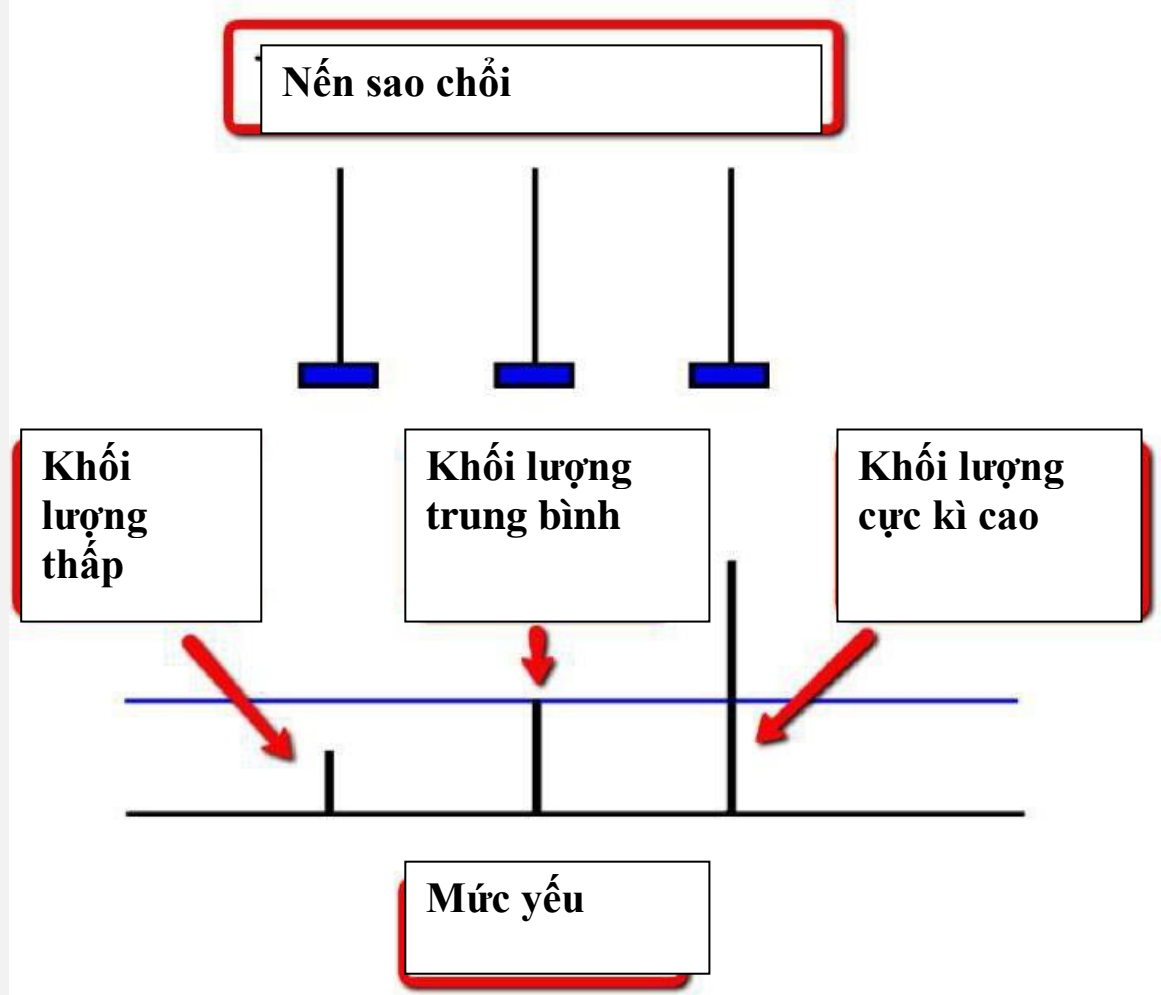 Nến sao chổi
Khối
lượng
thấp
Khối lượng
trung bình
Khối lượng
cực kì cao
Mức yếu